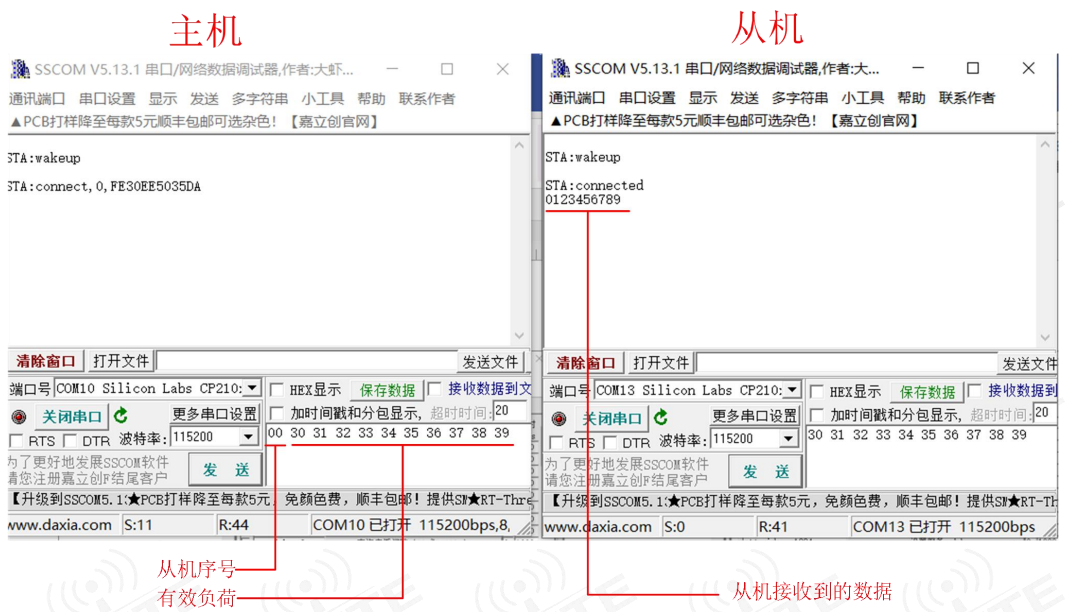 主机
SSCOM V5.13.1 串口/网络数据调试器,作者:大虾...
通讯端口 串口设置 显示 发送 多字符串 小工具 帮助 联系作者
▲PCB打样降至每款5元顺丰包邮可选杂色！【嘉立创官网】
STA:wakeup
STA:connect,0,FE30EE5035DA
清除窗口 打开文件 发送文件
端口号 COM10 Silicon Labs CP210: HEX显示 保存数据 接收数据到文
关闭串口 更多串口设置 加时间戳和分包显示, 超时时间: 20
RTS DTR 波特率: 115200
00 30 31 32 33 34 35 36 37 38 39
为了更好地发展SSCOM软件
请您注册嘉立创F结尾客户
发 送
【升级到SSCOM5.13★PCB打样降至每款5元，免颜色费，顺丰包邮！提供SW★RT-Thre
www.daxia.com S:11 R:44 COM10 已打开 115200bps,8,
从机序号
有效负荷
从机
SSCOM V5.13.1 串口/网络数据调试器,作者:大...
通讯端口 串口设置 显示 发送 多字符串 小工具 帮助 联系作者
▲PCB打样降至每款5元顺丰包邮可选杂色！【嘉立创官网】
STA:wakeup
STA:connected
0123456789
清除窗口 打开文件 发送文件
端口号 COM13 Silicon Labs CP210: HEX显示 保存数据 接收数据到
关闭串口 更多串口设置 加时间戳和分包显示, 超时时间: 20
RTS DTR 波特率: 115200
30 31 32 33 34 35 36 37 38 39
为了更好地发展SSCOM软件
请您注册嘉立创F结尾客户
发 送
【升级到SSCOM5.13★PCB打样降至每款5元，免颜色费，顺丰包邮！提供SW★RT-Th
www.daxia.com S:0 R:41 COM13 已打开 115200bps
从机接收到的数据